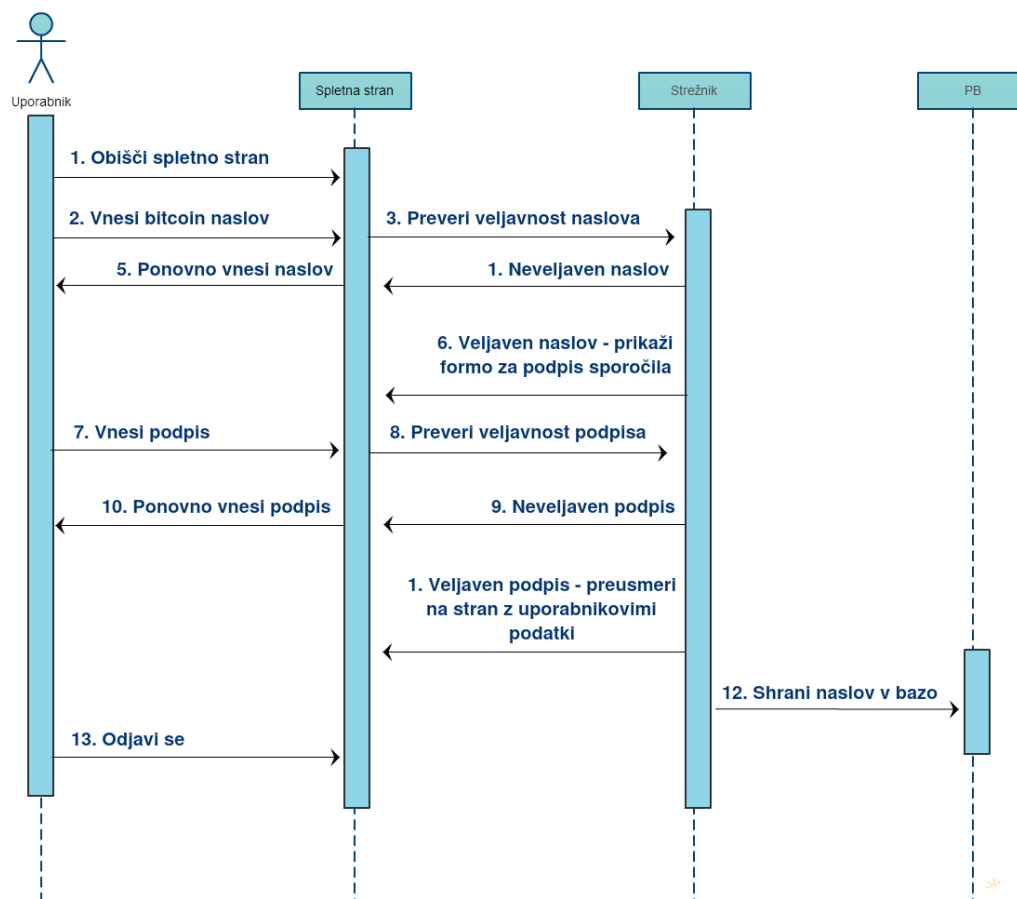 Uporabnik
Spletna stran
Strežnik
PB
1. Obišči spletno stran
2. Vnesi bitcoin naslov
3. Preveri veljavnost naslova
5. Ponovno vnesi naslov
1. Neveljaven naslov
6. Veljaven naslov - prikaži
formo za podpis sporočila
7. Vnesi podpis
8. Preveri veljavnost podpisa
10. Ponovno vnesi podpis
9. Neveljaven podpis
1. Veljaven podpis - preusmeri
na stran z uporabnikovimi
podatki
12. Shrani naslov v bazo
13. Odjavi se